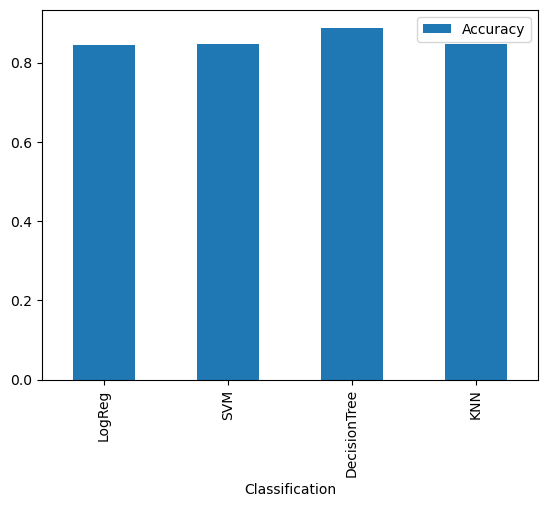 Accuracy
0.8
0.6
0.4
0.2
0.0
LogReg
SVM
DecisionTree
KNN
Classification